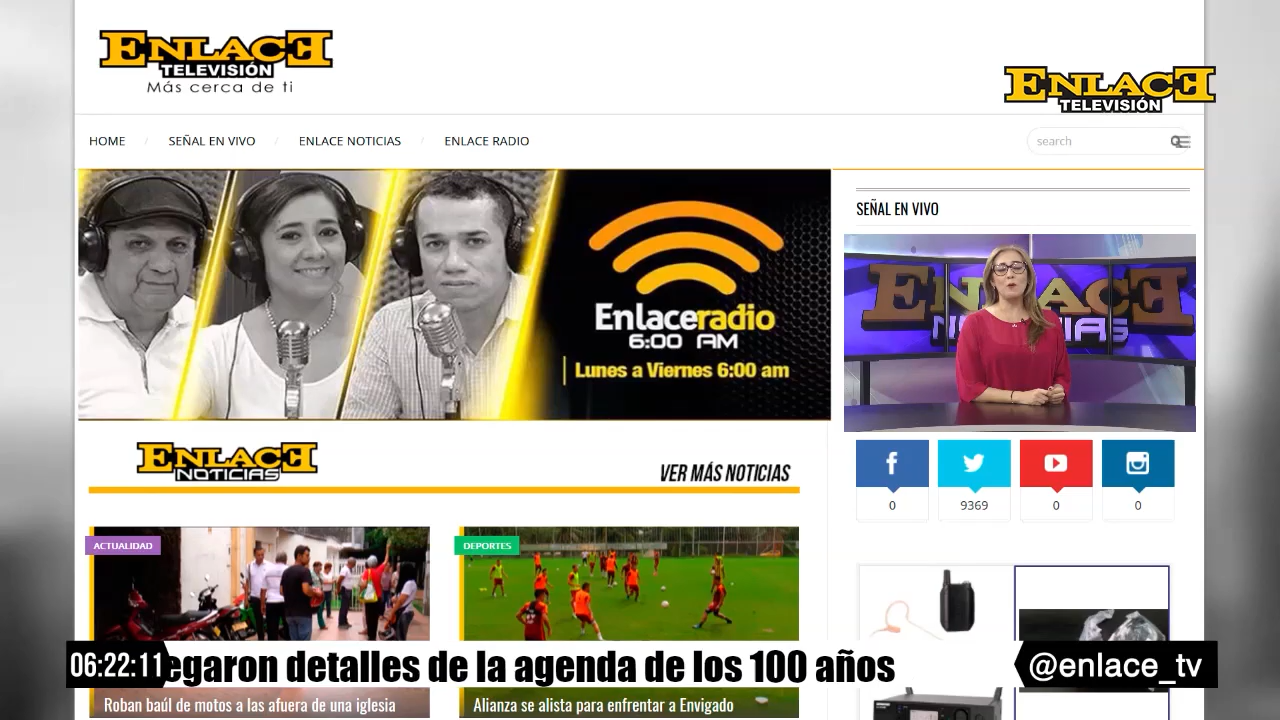 ENLACE
TELEVISIÓN
Más cerca de ti
ENLACE
TELEVISIÓN
HOME / SEÑAL EN VIVO / ENLACE NOTICIAS / ENLACE RADIO
search
SEÑAL EN VIVO
Enlaceradio
6:00 AM
Lunes a Viernes 6:00 am
ENLACE
NOTICIAS
ENLACE
NOTICIAS
VER MÁS NOTICIAS
0
9369
0
0
ACTUALIDAD
DEPORTES
06:22:11
egaron detalles de la agenda de los 100 años
@enlace_tv
Roban baúl de motos a las afuera de una iglesia
Alianza se alista para enfrentar a Envigado